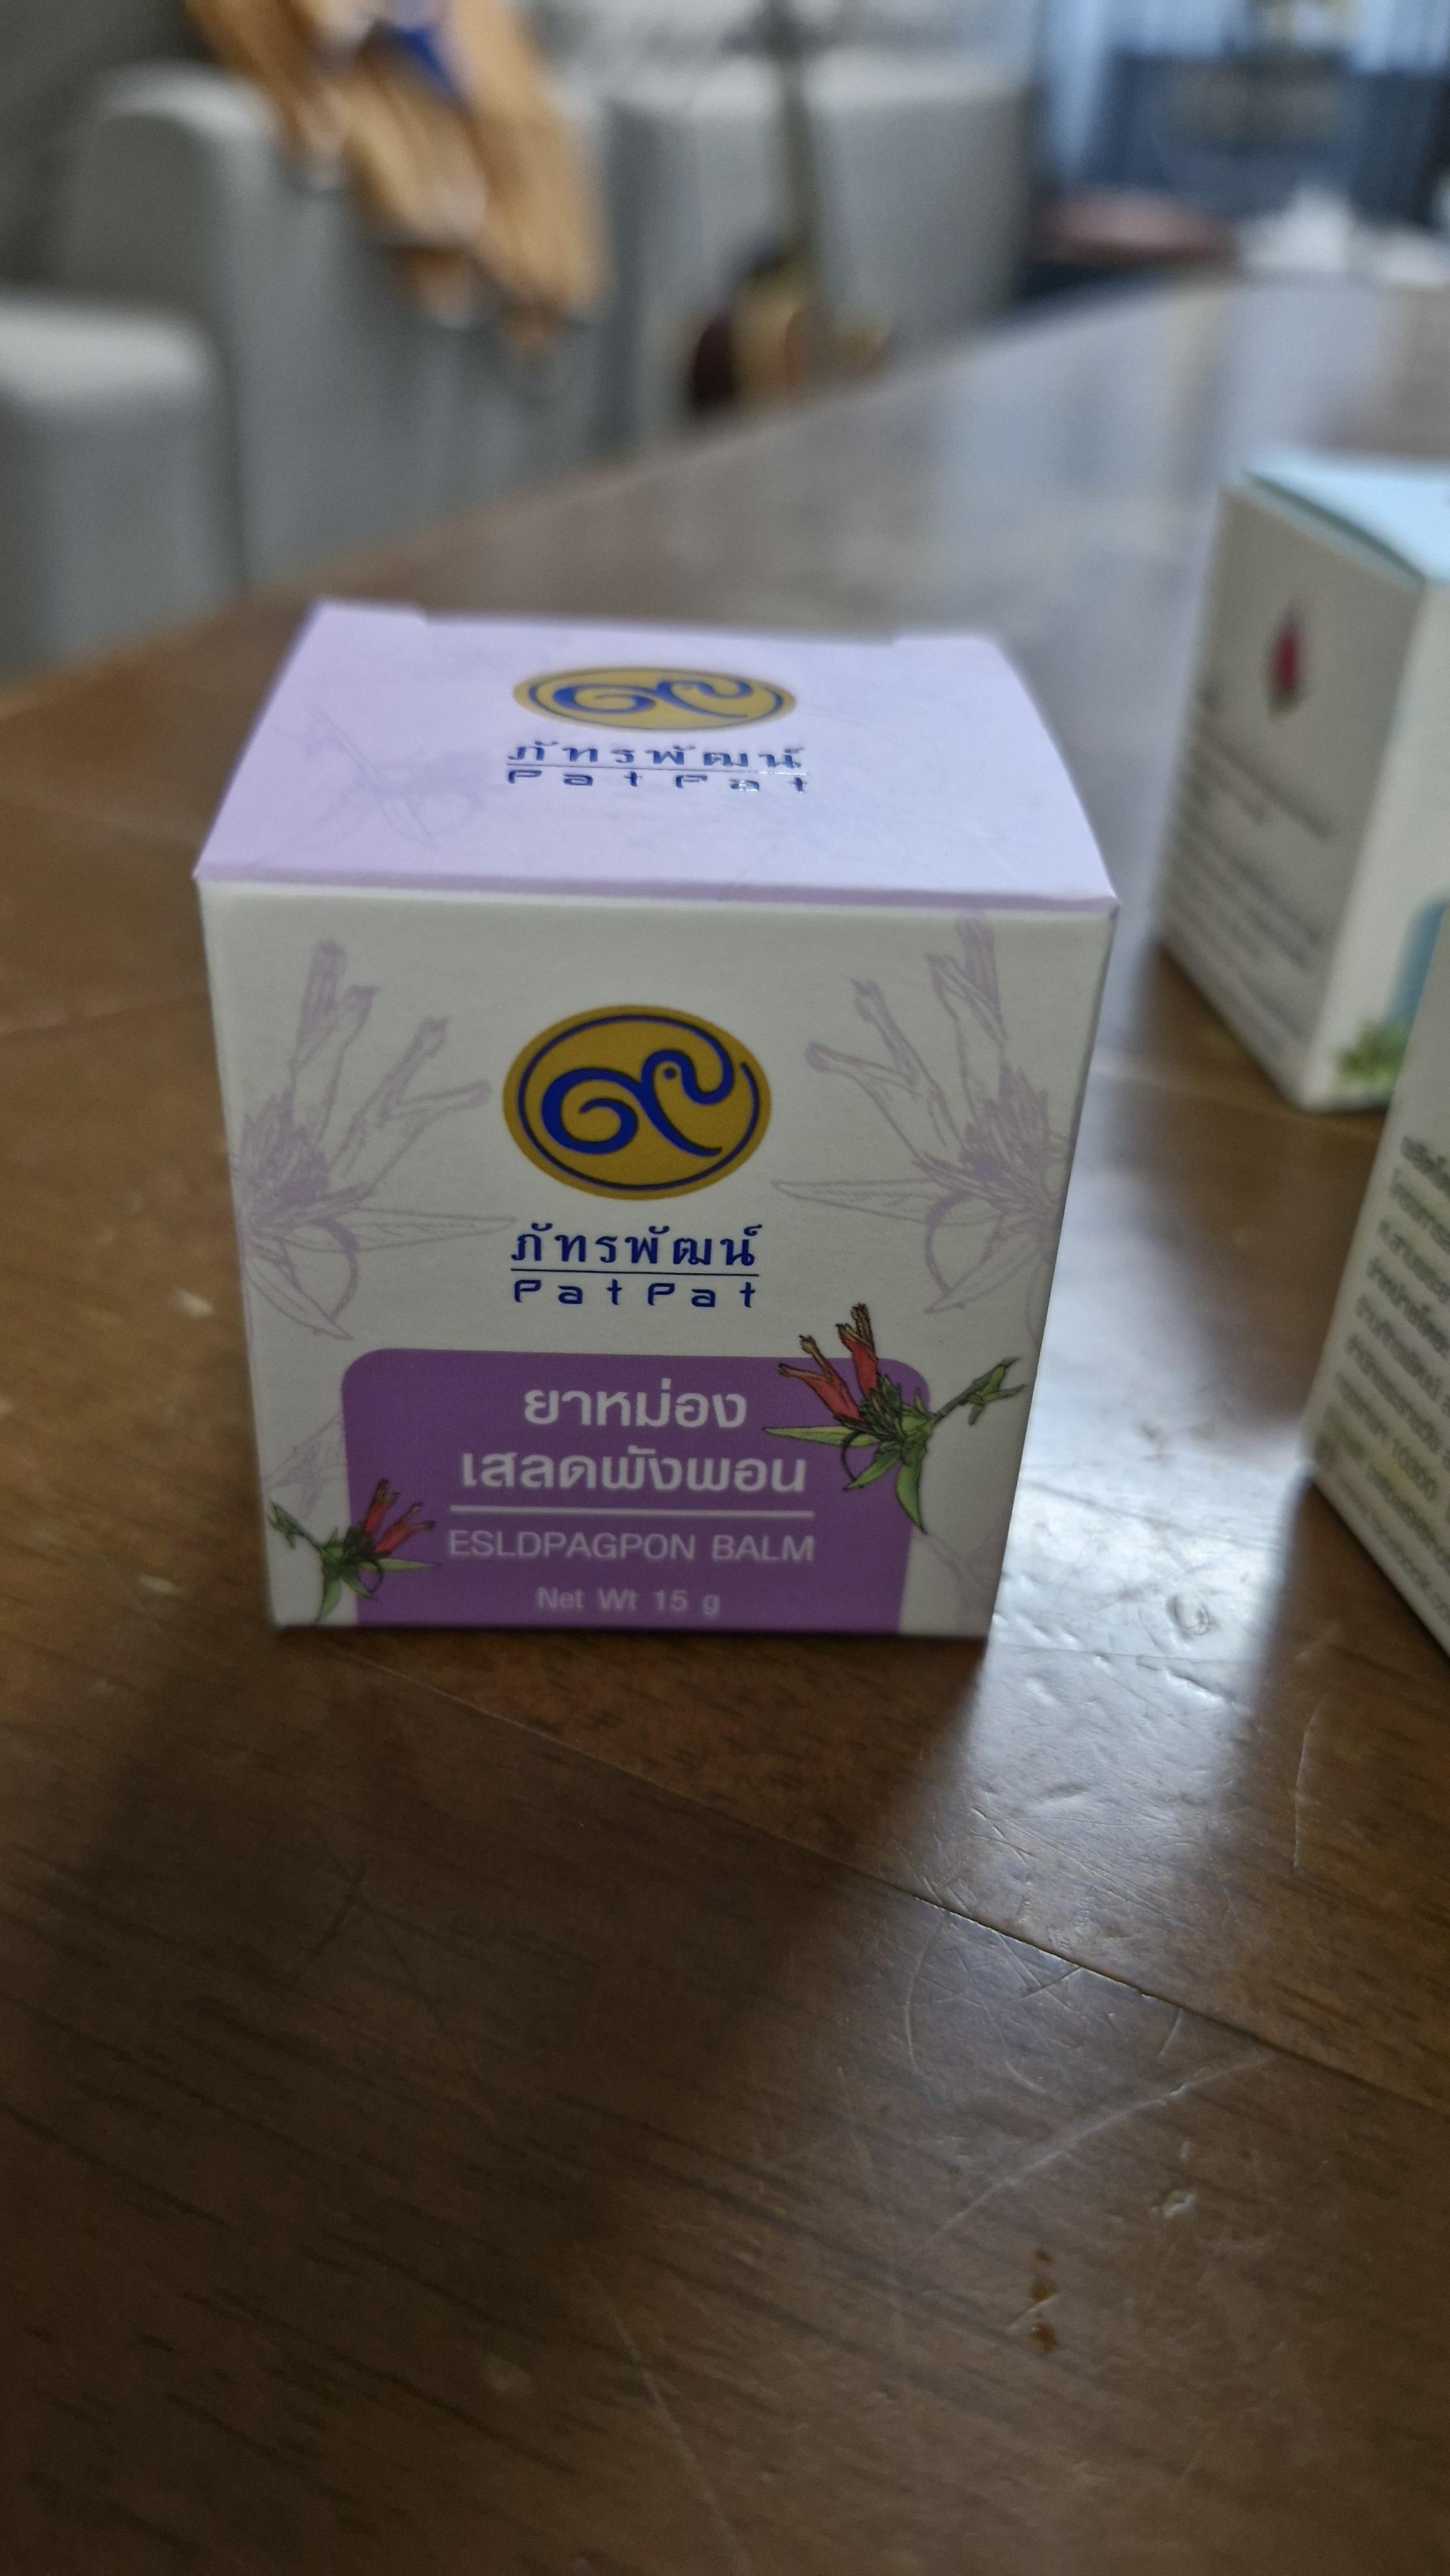 ภัทรพัฒน์
PatPat
ภัทรพัฒน์
PatPat
ยาหม่อง
เสลดพังพอน
ESLDPAGPON BALM
Net Wt 15 g